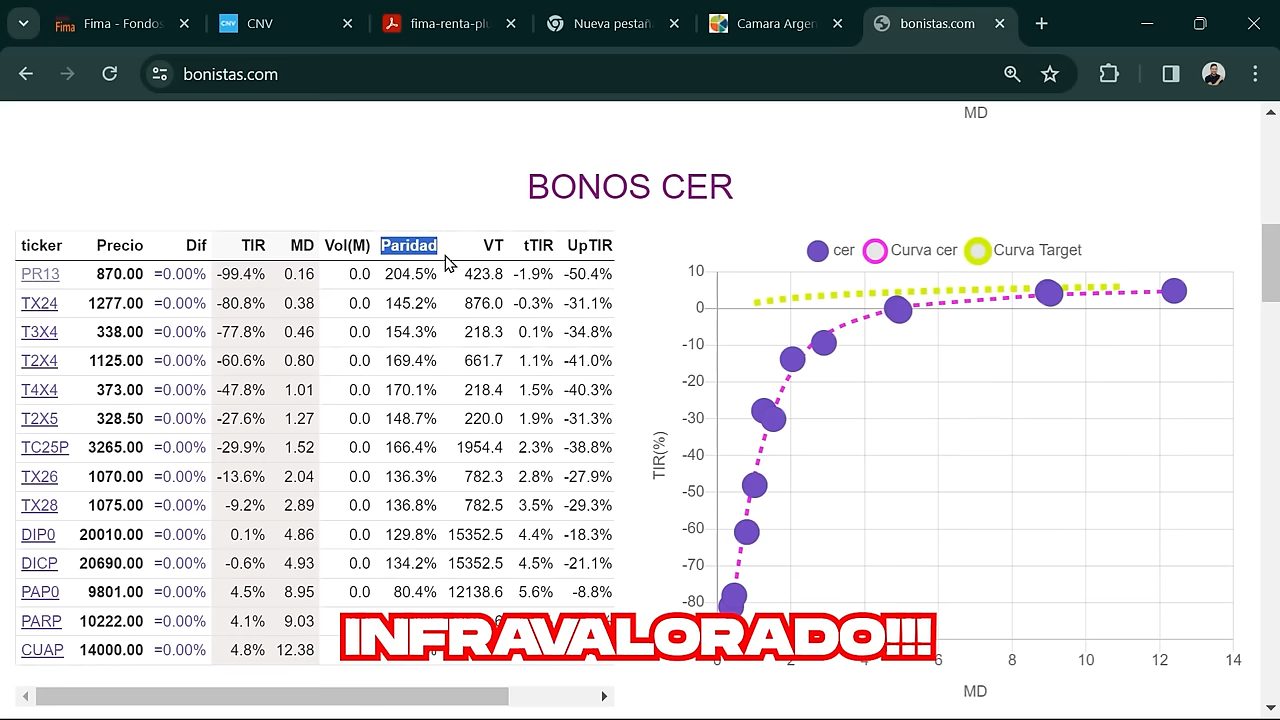 Fima - Fondos
CNV
fima-renta-plu
Nueva pestañ
Camara Argen
bonistas.com
bonistas.com
MD
BONOS CER
ticker Precio Dif TIR MD Vol(M) Paridad VT tTIR UpTIR
PR13 870.00 =0.00% -99.4% 0.16 0.0 204.5% 423.8 -1.9% -50.4%
TX24 1277.00 =0.00% -80.8% 0.38 0.0 145.2% 876.0 -0.3% -31.1%
T3X4 338.00 =0.00% -77.8% 0.46 0.0 154.3% 218.3 0.1% -34.8%
T2X4 1125.00 =0.00% -60.6% 0.80 0.0 169.4% 661.7 1.1% -41.0%
T4X4 373.00 =0.00% -47.8% 1.01 0.0 170.1% 218.4 1.5% -40.3%
T2X5 328.50 =0.00% -27.6% 1.27 0.0 148.7% 220.0 1.9% -31.3%
TC25P 3265.00 =0.00% -29.9% 1.52 0.0 166.4% 1954.4 2.3% -38.8%
TX26 1070.00 =0.00% -13.6% 2.04 0.0 136.3% 782.3 2.8% -27.9%
TX28 1075.00 =0.00% -9.2% 2.89 0.0 136.8% 782.5 3.5% -29.3%
DIP0 20010.00 =0.00% 0.1% 4.86 0.0 129.8% 15352.5 4.4% -18.3%
DICP 20690.00 =0.00% -0.6% 4.93 0.0 134.2% 15352.5 4.5% -21.1%
PAP0 9801.00 =0.00% 4.5% 8.95 0.0 80.4% 12138.6 5.6% -8.8%
PARP 10222.00 =0.00% 4.1% 9.03
CUAP 14000.00 =0.00% 4.8% 12.38
cer Curva cer Curva Target
10
0
-10
-20
-30
-40
-50
-60
-70
-80
TIR(%)
2 4 6 8 10 12 14
MD
INFRAVALORADO!!!